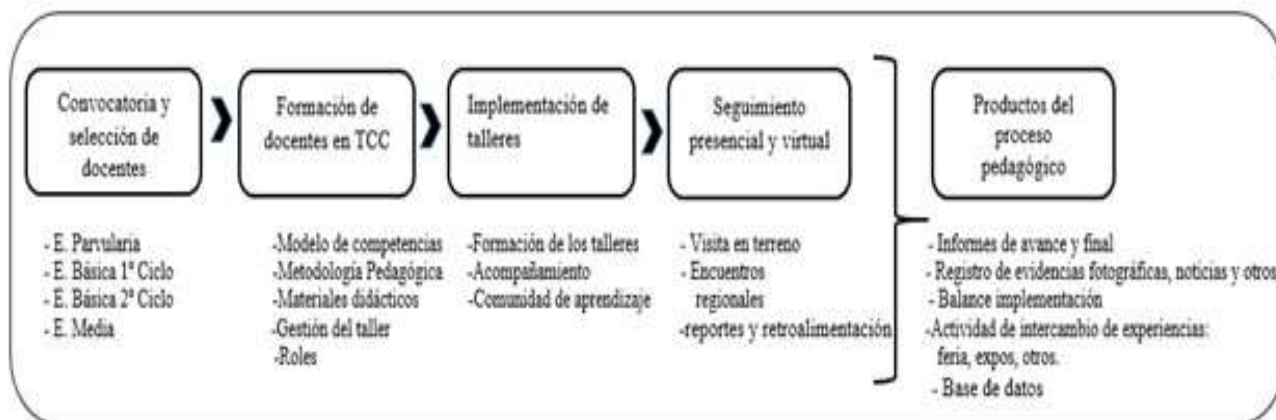 Convocatoria y
selección de
docentes
- E. Parvularia
- E. Básica 1º Ciclo
- E. Básica 2º Ciclo
- E. Media
Formación de
docentes en TCC
-Modelo de competencias
-Metodología Pedagógica
-Materiales didácticos
-Gestión del taller
-Roles
Implementación de
talleres
-Formación de los talleres
-Acompañamiento
-Comunidad de aprendizaje
Seguimiento
presencial y virtual
- Visita en terreno
- Encuentros
regionales
-reportes y retroalimentación
Productos del
proceso
pedagógico
- Informes de avance y final
- Registro de evidencias fotográficas, noticias y otros
- Balance implementación
-Actividad de intercambio de experiencias:
feria, expos, otros.
- Base de datos